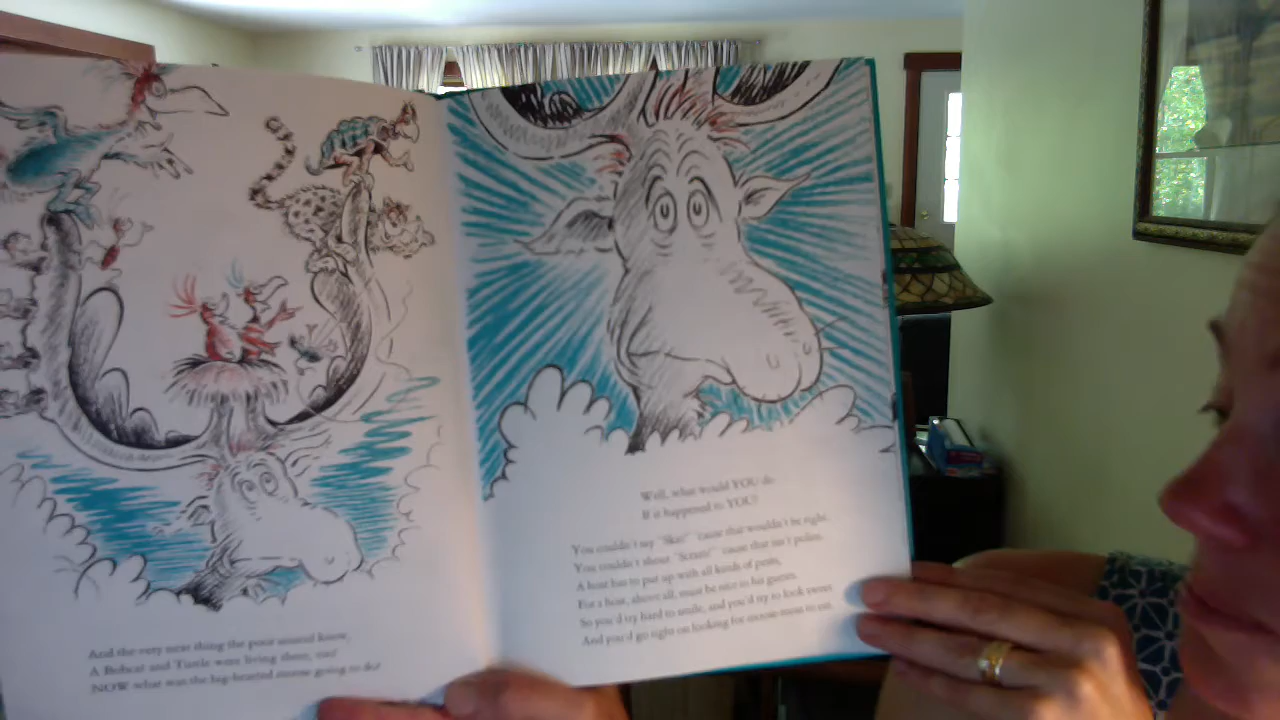 And the very next thing the poor animal knew,
A Bobcat and Turtle were living there, too!
NOW what was the big-hearted moose going to do?
Well, what would YOU do
If it happened to YOU?
You couldn't say "Skat!" 'cause that wouldn't be right.
You couldn't shout "Scram!" 'cause that isn't polite.
A host has to put up with all kinds of pests,
For a host, above all, must be nice to his guests.
So you'd try hard to smile, and you'd try to look sweet
And you'd go right on looking for moose-moss to eat.